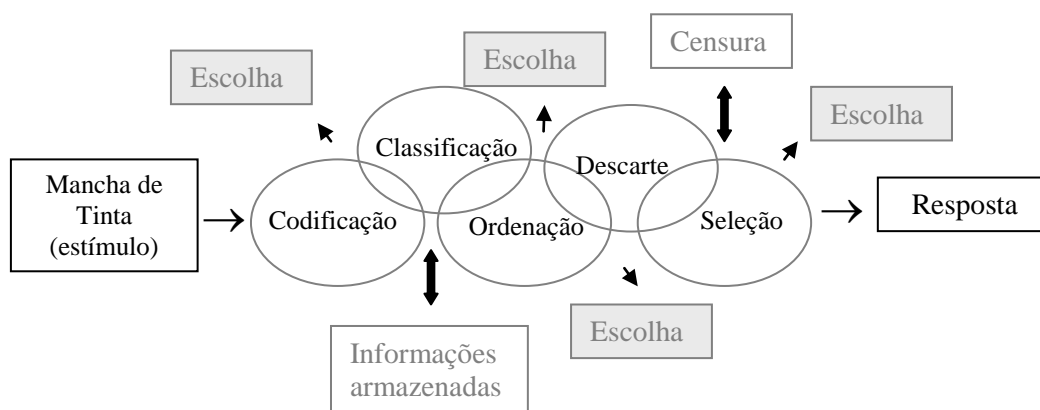 Censura
Escolha
Escolha
Escolha
Classificação
Descarte
Mancha de
Tinta
(estímulo)
Codificação
Ordenação
Seleção
Resposta
Escolha
Informações
armazenadas